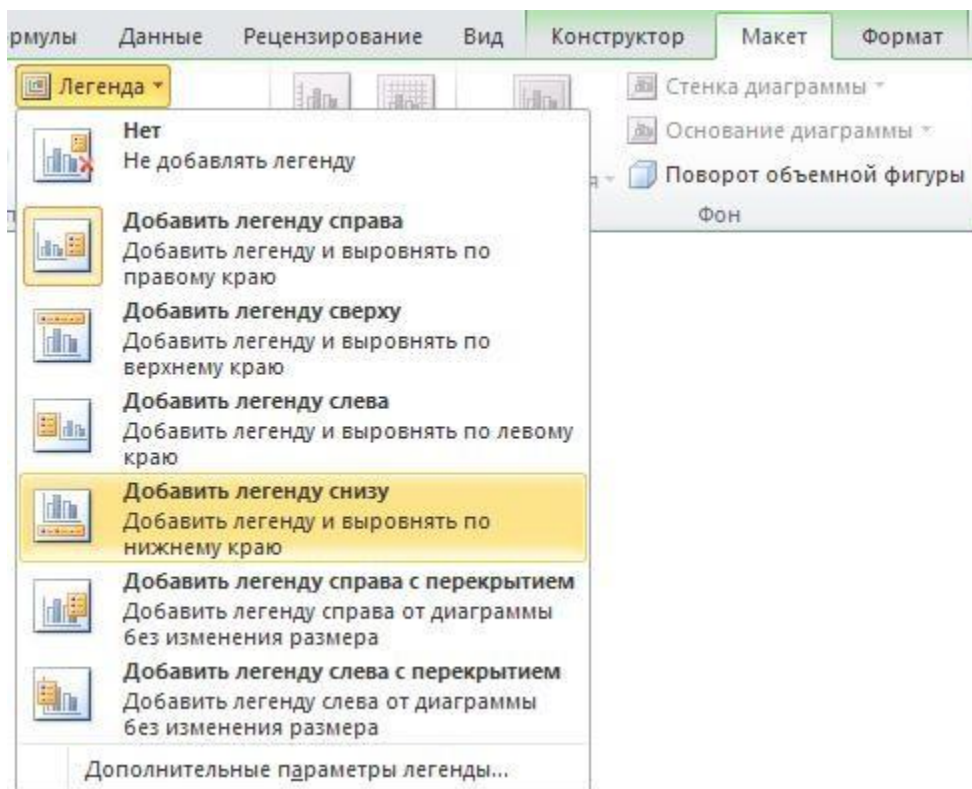 рмулы Данные Рецензирование Вид Конструктор Макет Формат
Легенда
Стенка диаграммы
Основание диаграммы
Поворот объемной фигуры
Фон
Нет
Не добавлять легенду
Добавить легенду справа
Добавить легенду и выровнять по
правому краю
Добавить легенду сверху
Добавить легенду и выровнять по
верхнему краю
Добавить легенду слева
Добавить легенду и выровнять по левому
краю
Добавить легенду снизу
Добавить легенду и выровнять по
нижнему краю
Добавить легенду справа с перекрытием
Добавить легенду справа от диаграммы
без изменения размера
Добавить легенду слева с перекрытием
Добавить легенду слева от диаграммы
без изменения размера
Дополнительные параметры легенды...